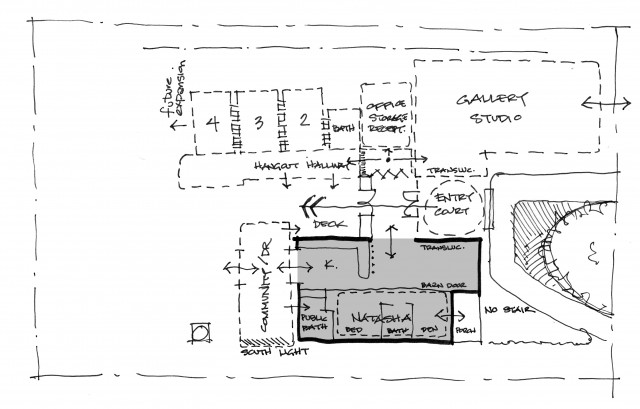 future
expansion
4
3
2
BATH
OFFICE
STORAGE
RECEPT.
GALLERY
STUDIO
HANGOUT HALLWAY
TRANSLUC.
ENTRY
COURT
DECK
TRANSLUC.
COMMUNITY/DR
K.
BARN DOOR
PUBLIC
BATH
NATASHA
BED
BATH
DEN
PORCH
NO STAIR
SOUTH LIGHT